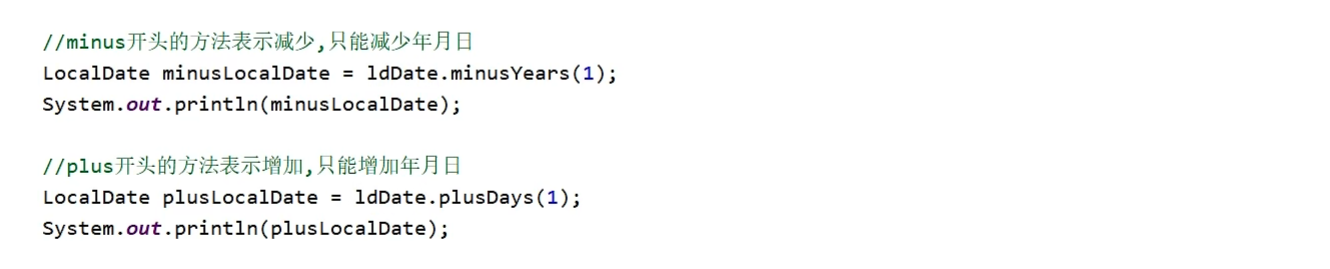 //minus开头的方法表示减少,只能减少年月日
LocalDate minusLocalDate = ldDate.minusYears(1);
System.out.println(minusLocalDate);
//plus开头的方法表示增加,只能增加年月日
LocalDate plusLocalDate = ldDate.plusDays(1);
System.out.println(plusLocalDate);